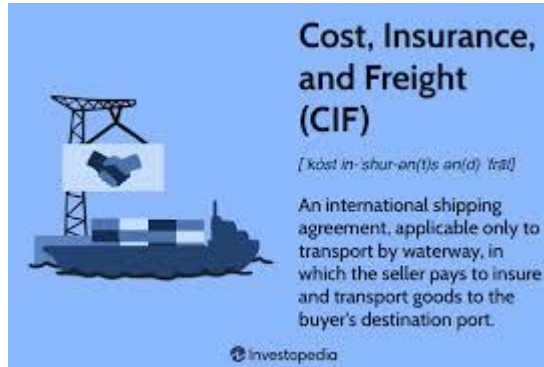 Cost, Insurance,
and Freight
(CIF)
[ˈkȯst in-ˈshur-ən(t)s ən(d) ˈfrāt]
An international shipping
agreement, applicable only to
transport by waterway, in
which the seller pays to insure
and transport goods to the
buyer's destination port.
Investopedia